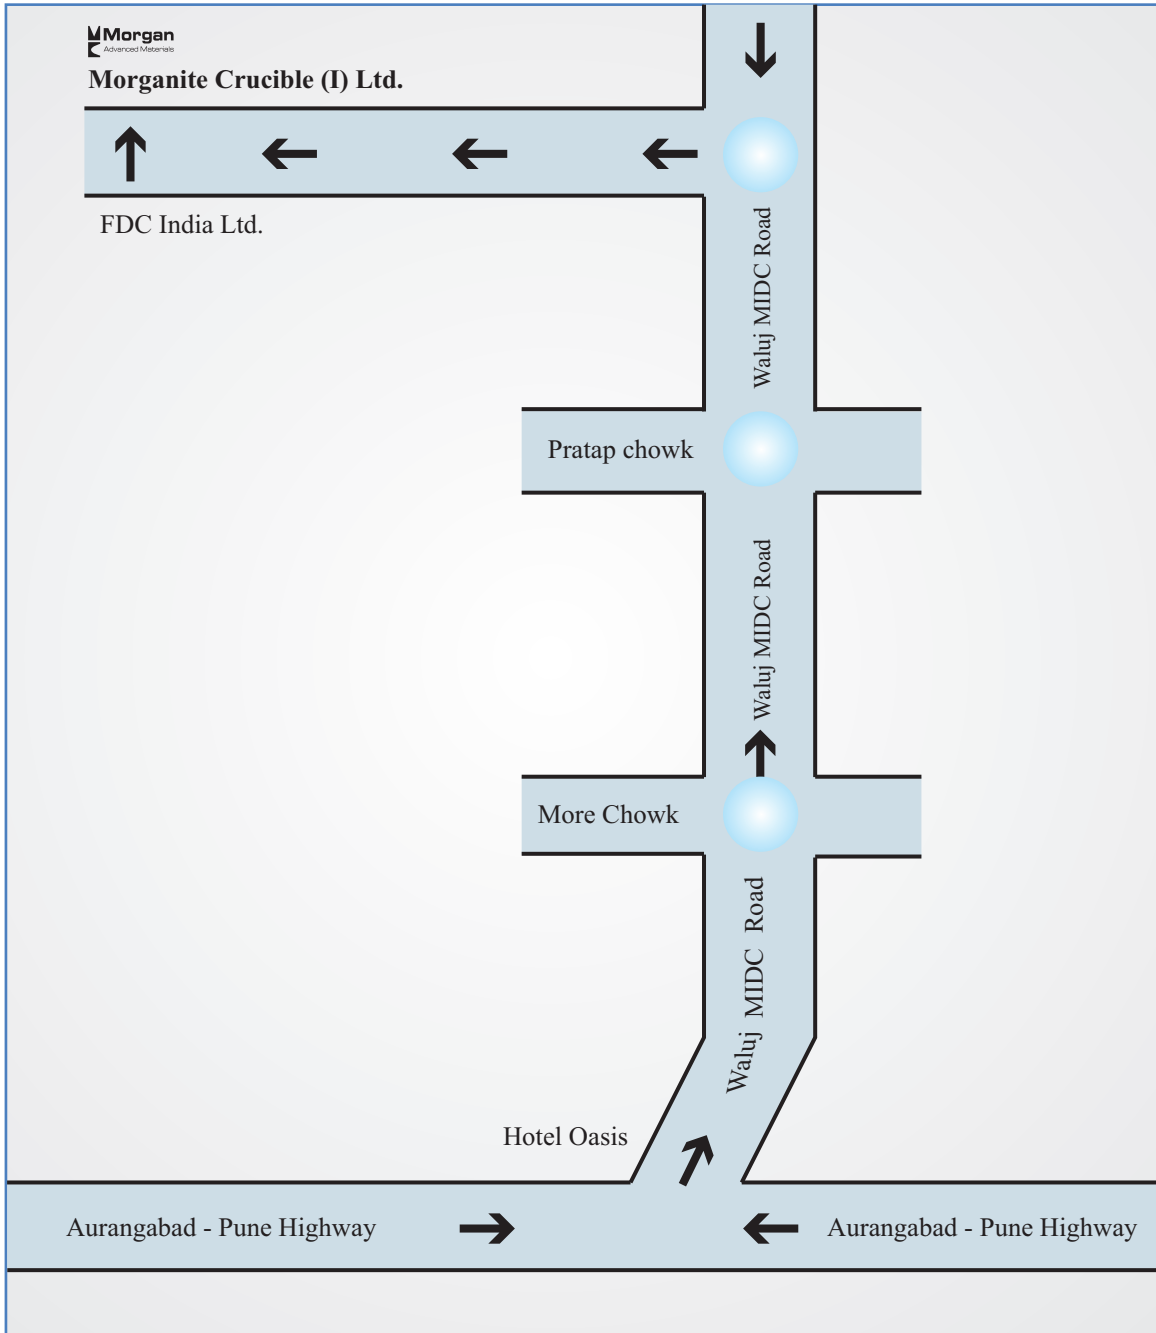 Morgan
Advanced Materials
Morganite Crucible (I) Ltd.
FDC India Ltd.
Waluj MIDC Road
Pratap chowk
Waluj MIDC Road
More Chowk
Waluj MIDC Road
Hotel Oasis
Aurangabad - Pune Highway
Aurangabad - Pune Highway